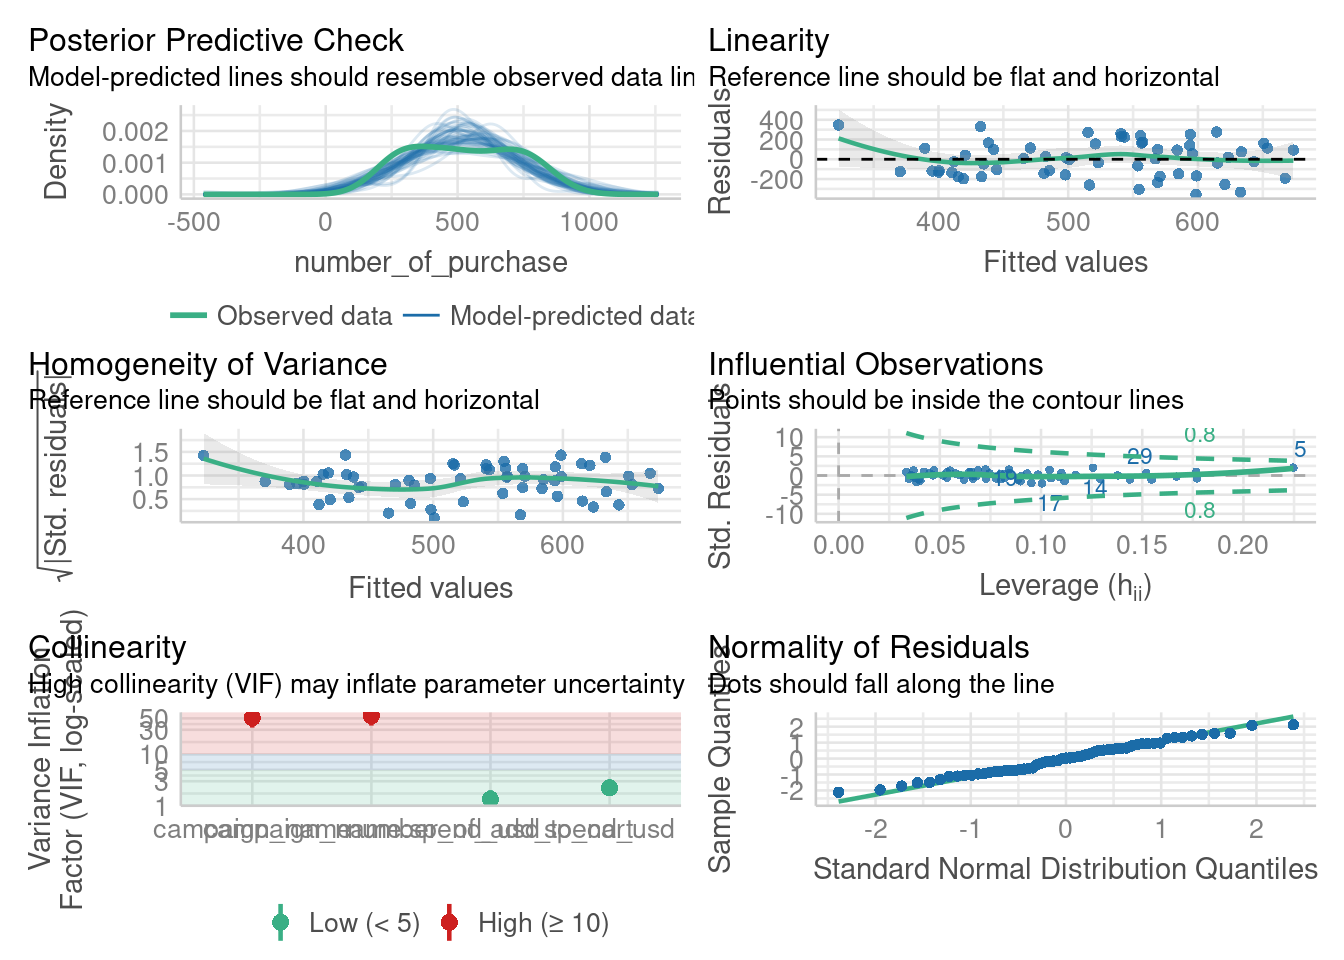 Posterior Predictive Check
Model-predicted lines should resemble observed data lin
Density
0.002
0.001
0.000
-500 0 500 1000
number_of_purchase
Observed data Model-predicted data
Linearity
Reference line should be flat and horizontal
Residuals
400
200
0
-200
400 500 600
Fitted values
Homogeneity of Variance
Reference line should be flat and horizontal
√|Std. residuals|
1.5
1.0
0.5
400 500 600
Fitted values
Influential Observations
Points should be inside the contour lines
Std. Residuals
10
5
0
-5
-10
0.8
5
29
14
17
0.8
0.00 0.05 0.10 0.15 0.20
Leverage (hii)
Collinearity
High collinearity (VIF) may inflate parameter uncertainty
Variance Inflation
Factor (VIF, log-scaled)
50
30
10
5
3
1
Low (< 5) High (≥ 10)
Normality of Residuals
Dots should fall along the line
Sample Quantiles
2
1
0
-1
-2
-2 -1 0 1 2
Standard Normal Distribution Quantiles